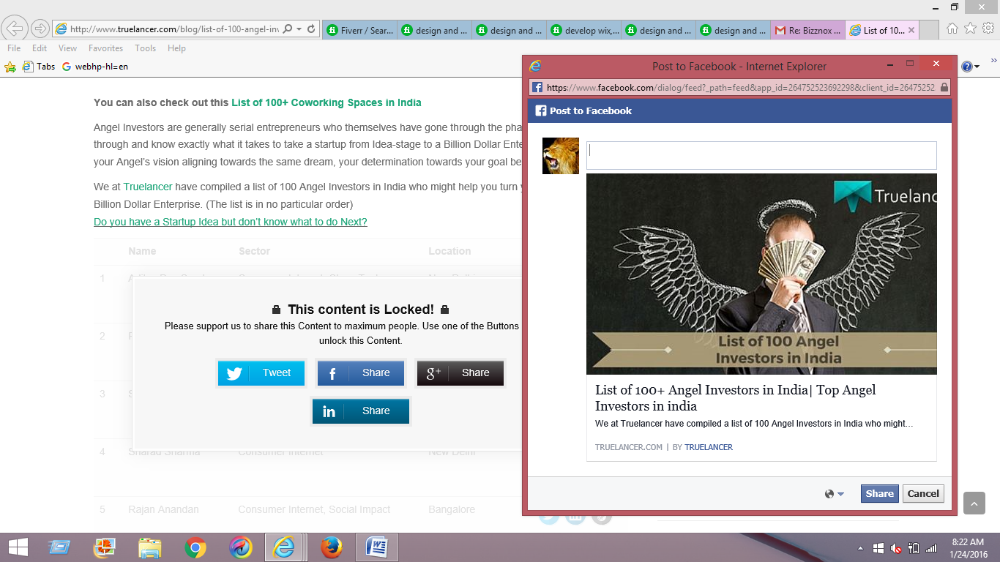 http://www.truelancer.com/blog/list-of-100-angel-inv
Fiverr / Sear...
design and ...
design and ...
develop wix,...
design and ...
design and ...
Re: Bizznox ...
List of 10...
File Edit View Favorites Tools Help
Tabs webhp-hl=en
You can also check out this List of 100+ Coworking Spaces in India
Angel Investors are generally serial entrepreneurs who themselves have gone through the pha
through and know exactly what it takes to take a startup from Idea-stage to a Billion Dollar Ente
your Angel's vision aligning towards the same dream, your determination towards your goal be
We at Truelancer have compiled a list of 100 Angel Investors in India who might help you turn y
Billion Dollar Enterprise. (The list is in no particular order)
Do you have a Startup Idea but don't know what to do Next?
Name Sector Location
1
2
3
4 Sharad Sharma Consumer Internet New Delhi
5 Rajan Anandan Consumer Internet, Social Impact Bangalore
This content is Locked!
Please support us to share this Content to maximum people. Use one of the Buttons
unlock this Content.
Tweet
f Share
g+ Share
in Share
Post to Facebook - Internet Explorer
https://www.facebook.com/dialog/feed?_path=feed&app_id=264752523692298&client_id=26475252
Post to Facebook
Truelanc
List of 100 Angel
Investors in India
List of 100+ Angel Investors in India| Top Angel
Investors in india
We at Truelancer have compiled a list of 100 Angel Investors in India who might...
TRUELANCER.COM | BY TRUELANCER
Share Cancel
8:22 AM
1/24/2016